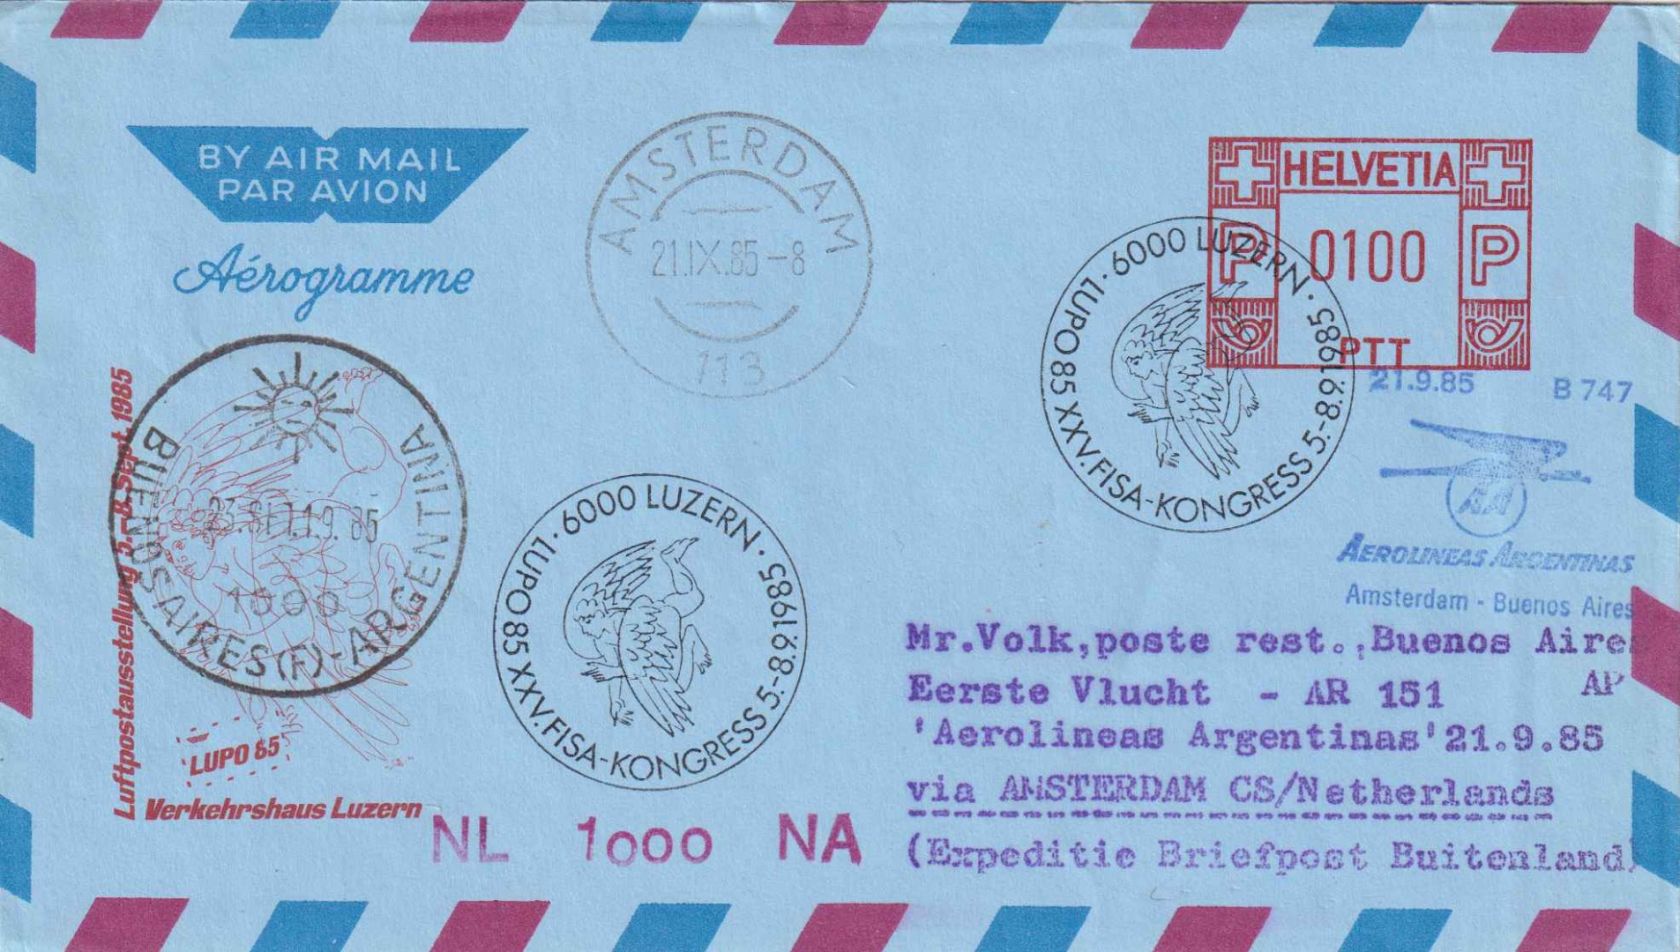 BY AIR MAIL
PAR AVION
Aérogramme
AMSTERDAM
21.IX.85-8
113
HELVETIA
P 0100 P
PTT
LUPO 85 · 6000 LUZERN · XXV. FISA-KONGRESS 5.-8.9.1985
21.9.85 B 747
AA
AEROLINEAS ARGENTINAS
Amsterdam - Buenos Aires
Luftpostausstellung 5.-8. Sept. 1985
BUENOS AIRES (F) - ARGENTINA
1000
LUPO 85
Verkehrshaus Luzern
LUPO 85 · 6000 LUZERN · XXV. FISA-KONGRESS 5.-8.9.1985
Mr.Volk,poste rest.,Buenos Aires
Eerste Vlucht - AR 151 AP
'Aerolineas Argentinas'21.9.85
via AMSTERDAM CS/Netherlands
(Expeditie Briefpost Buitenland)
NL 1000 NA